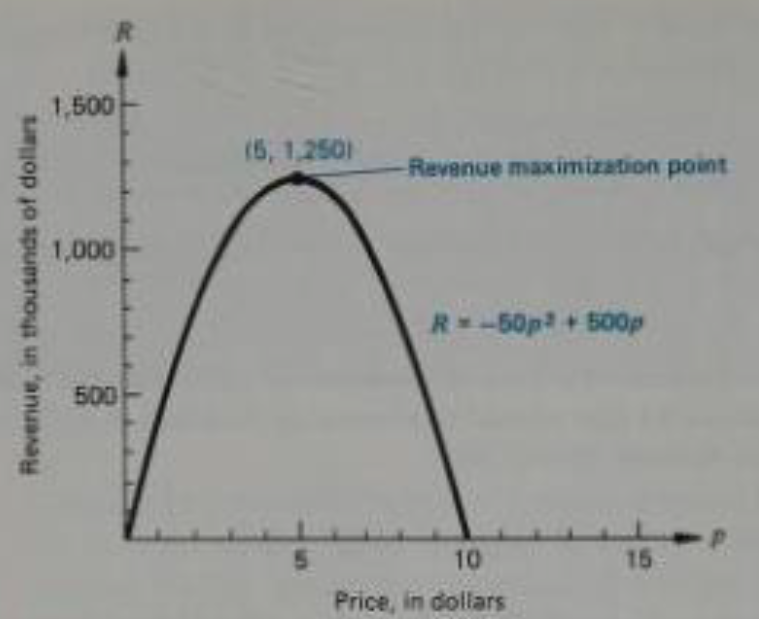 R
1,500
(5, 1,250)
Revenue maximization point
1,000
R = -50p² + 500p
500
Revenue, in thousands of dollars
5
10
15
p
Price, in dollars